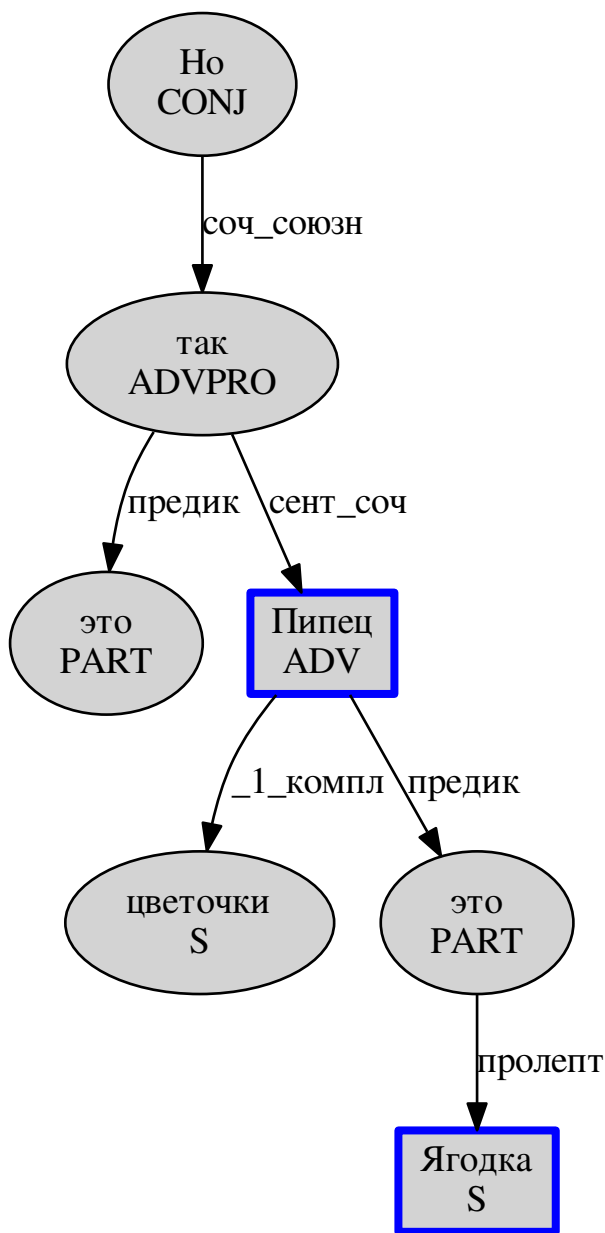 Но
CONJ
соч_союзн
так
ADVPRO
предик
сент_соч
это
PART
Пипец
ADV
_1_компл
предик
цветочки
S
это
PART
пролепт
Ягодка
S